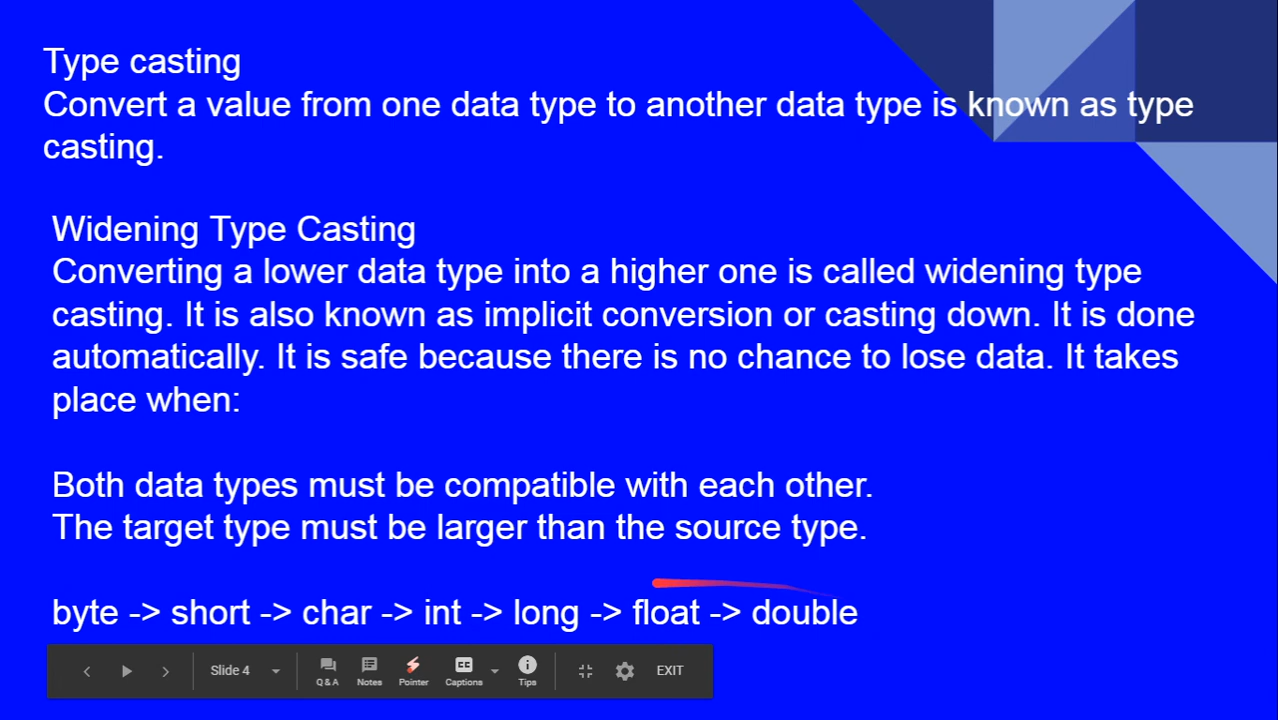 Type casting
Convert a value from one data type to another data type is known as type
casting.
Widening Type Casting
Converting a lower data type into a higher one is called widening type
casting. It is also known as implicit conversion or casting down. It is done
automatically. It is safe because there is no chance to lose data. It takes
place when:
Both data types must be compatible with each other.
The target type must be larger than the source type.
byte -> short -> char -> int -> long -> float -> double
Slide 4
Q&A
Notes
Pointer
CC
Captions
Tips
EXIT